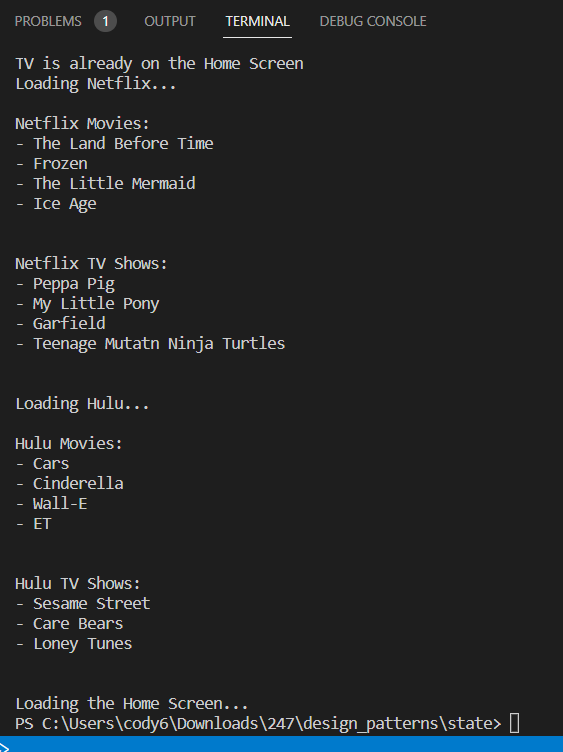 PROBLEMS 1 OUTPUT TERMINAL DEBUG CONSOLE
TV is already on the Home Screen
Loading Netflix...
Netflix Movies:
- The Land Before Time
- Frozen
- The Little Mermaid
- Ice Age
Netflix TV Shows:
- Peppa Pig
- My Little Pony
- Garfield
- Teenage Mutatn Ninja Turtles
Loading Hulu...
Hulu Movies:
- Cars
- Cinderella
- Wall-E
- ET
Hulu TV Shows:
- Sesame Street
- Care Bears
- Loney Tunes
Loading the Home Screen...
PS C:\Users\cody6\Downloads\247\design_patterns\state>